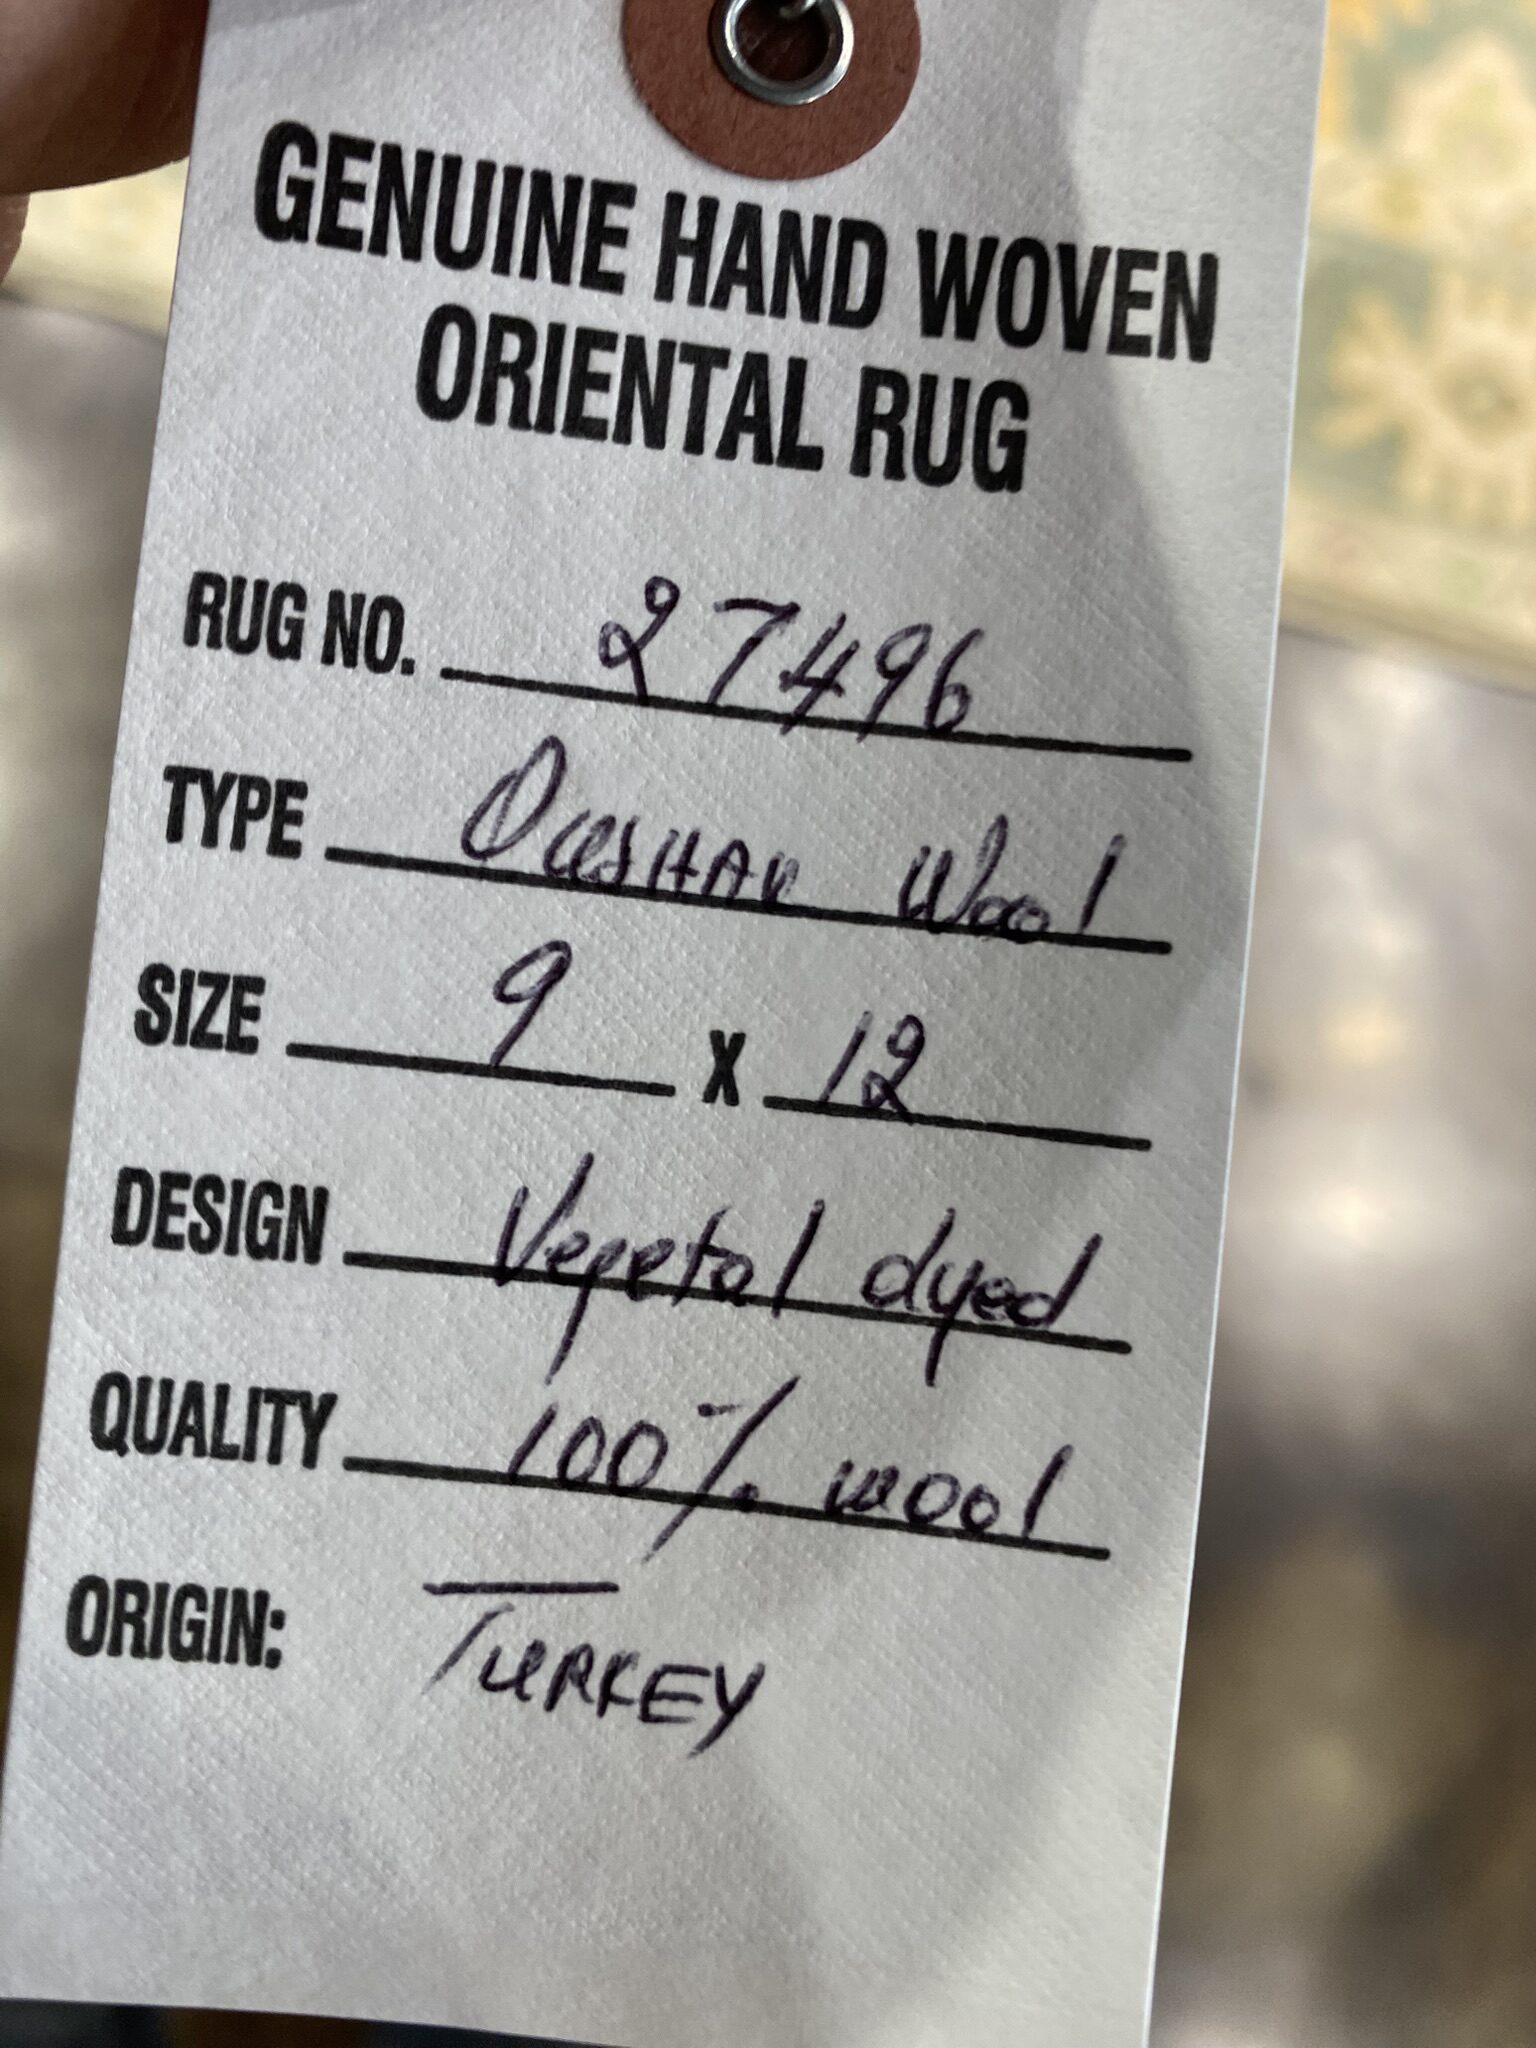 GENUINE HAND WOVEN
ORIENTAL RUG
RUG NO. 27496
TYPE Oushak Wool
SIZE 9 X 12
DESIGN Vegetal dyed
QUALITY 100% wool
ORIGIN: TURKEY